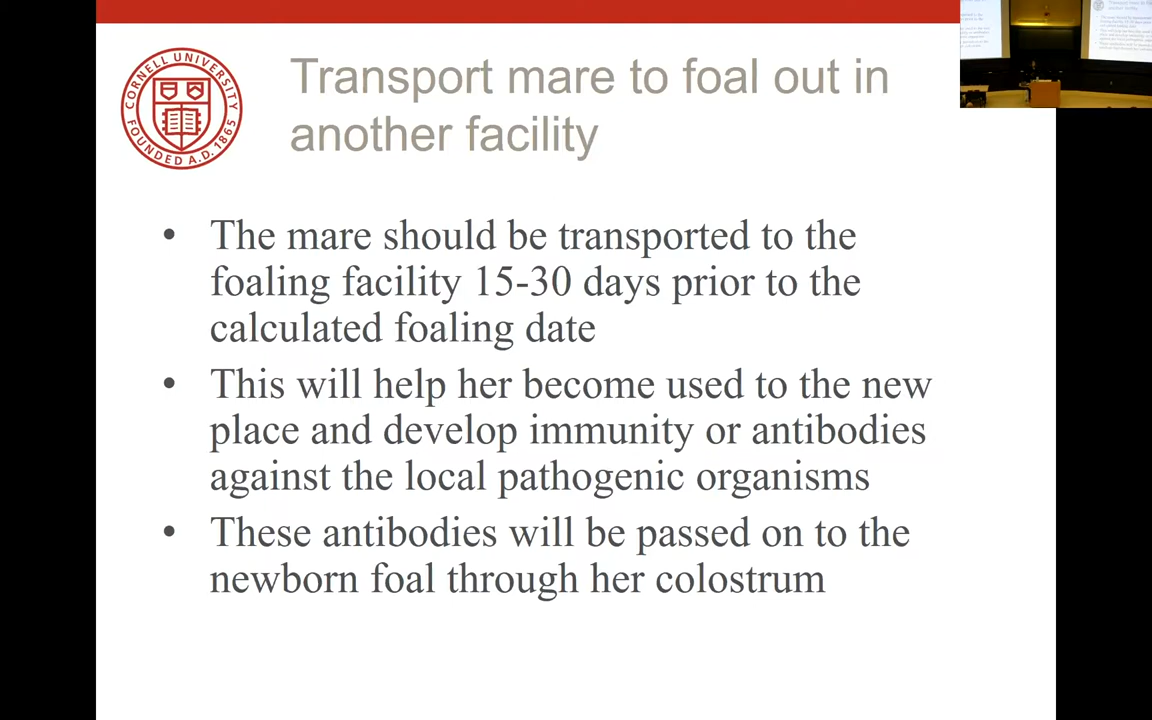 CORNELL UNIVERSITY
FOUNDED A.D. 1865
Transport mare to foal out in
another facility
• The mare should be transported to the
foaling facility 15-30 days prior to the
calculated foaling date
• This will help her become used to the new
place and develop immunity or antibodies
against the local pathogenic organisms
• These antibodies will be passed on to the
newborn foal through her colostrum